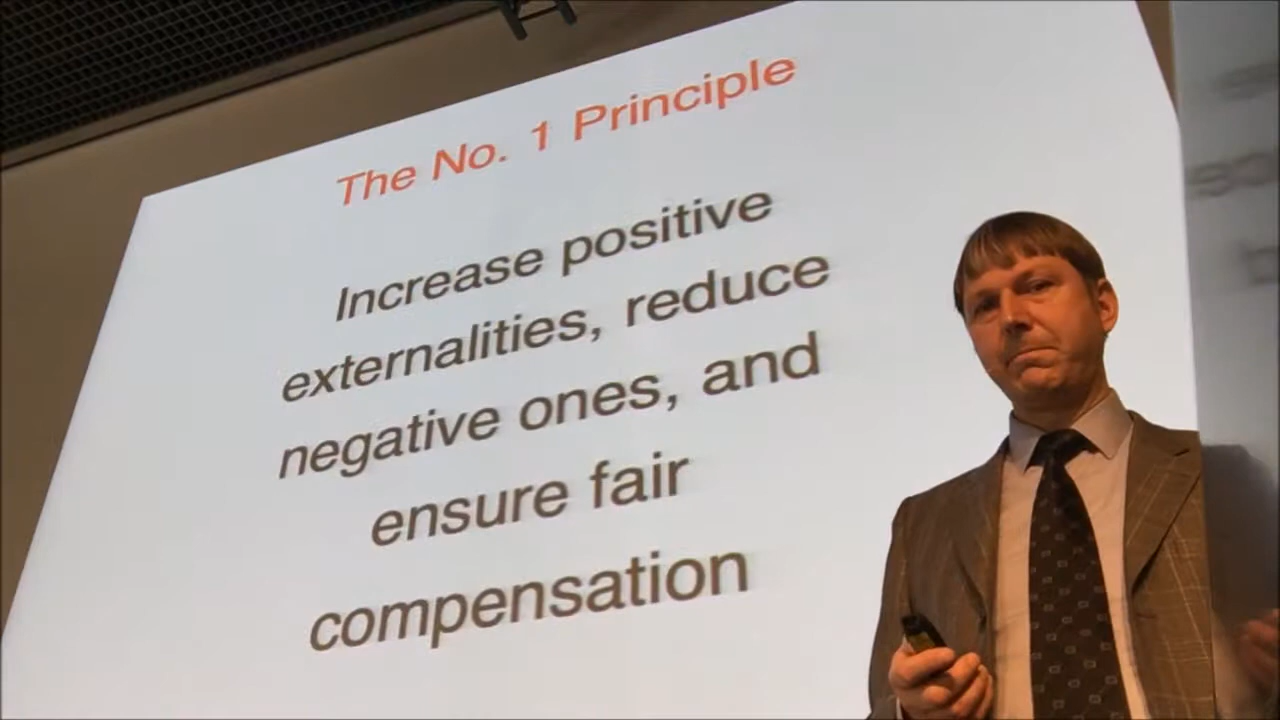 The No. 1 Principle
Increase positive
externalities, reduce
negative ones, and
ensure fair
compensation